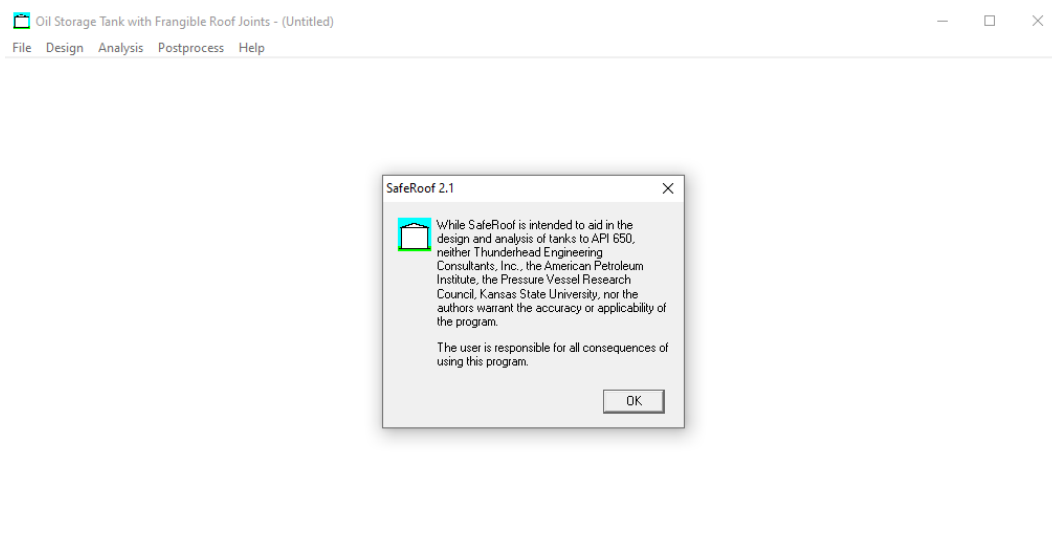 Oil Storage Tank with Frangible Roof Joints - (Untitled)
File Design Analysis Postprocess Help
SafeRoof 2.1
While SafeRoof is intended to aid in the
design and analysis of tanks to API 650,
neither Thunderhead Engineering
Consultants, Inc., the American Petroleum
Institute, the Pressure Vessel Research
Council, Kansas State University, nor the
authors warrant the accuracy or applicability of
the program.
The user is responsible for all consequences of
using this program.
OK